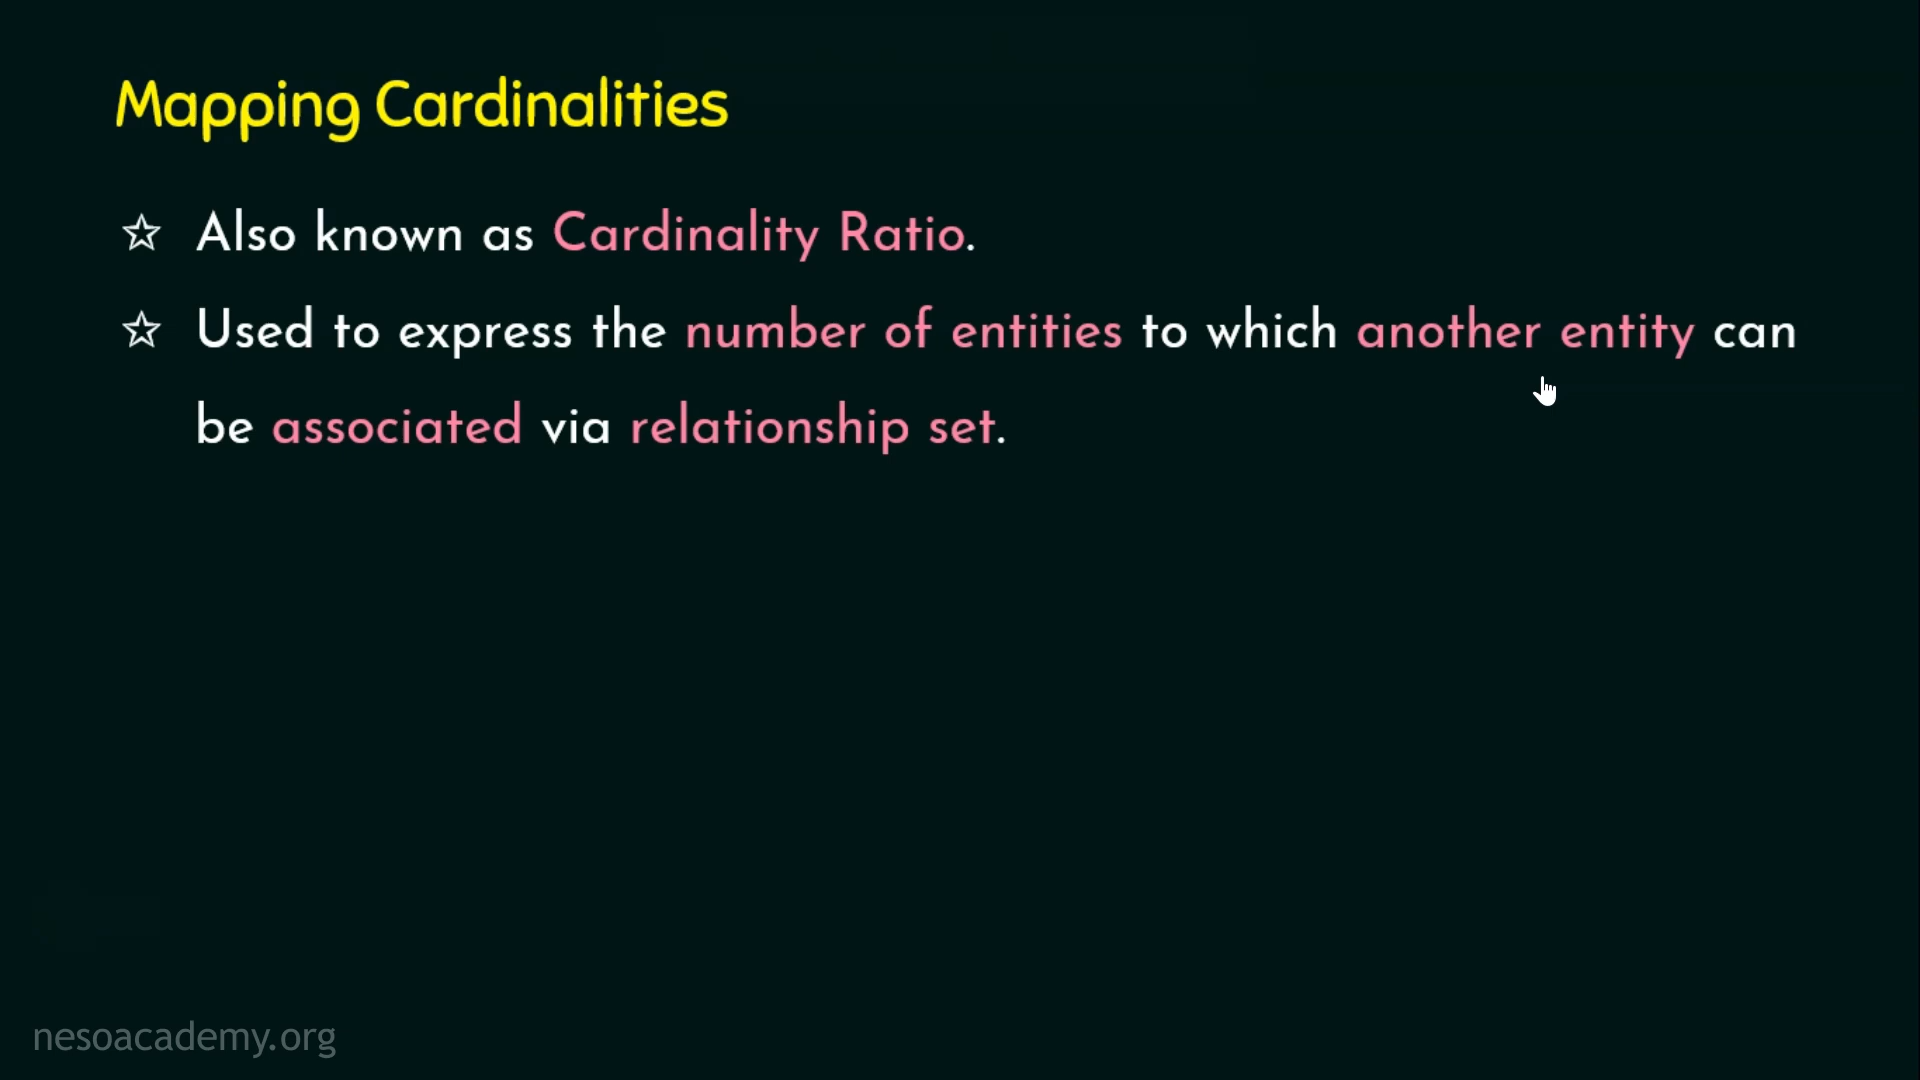 Mapping Cardinalities
☆ Also known as Cardinality Ratio.
☆ Used to express the number of entities to which another entity can
be associated via relationship set.
nesoacademy.org